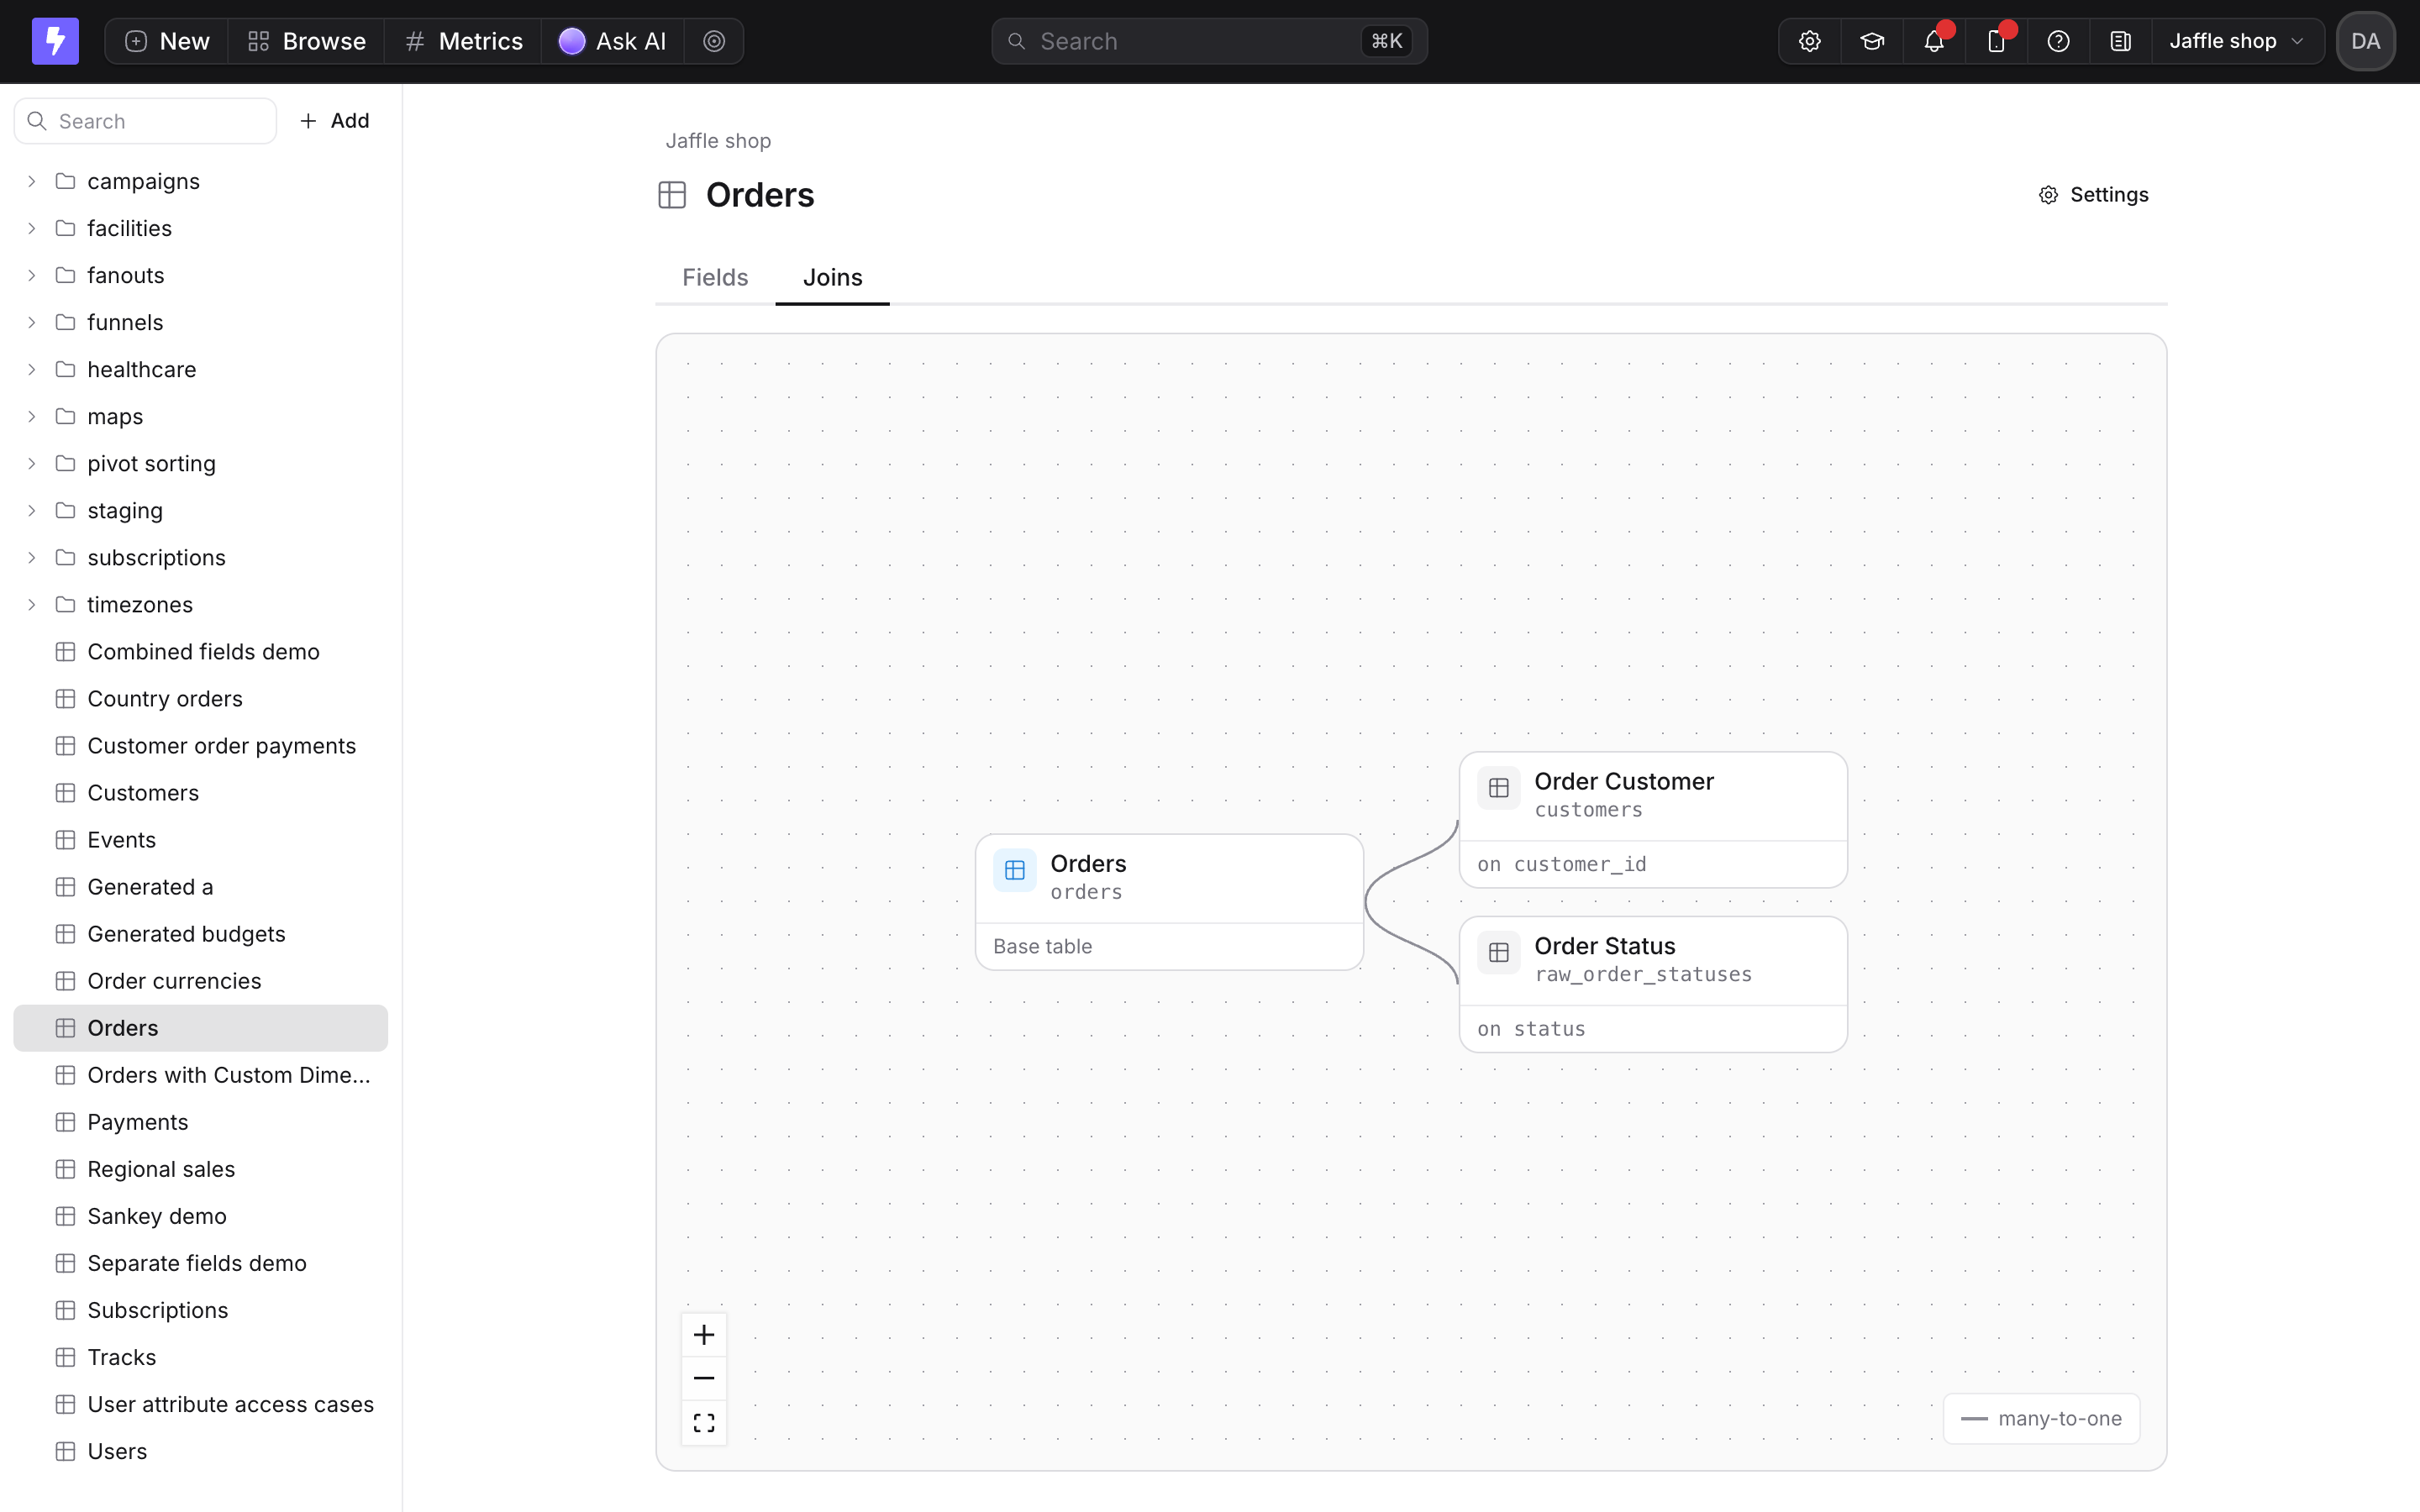 New
Browse
Metrics
Ask AI
Search
⌘K
Jaffle shop
DA
Search
Add
campaigns
facilities
fanouts
funnels
healthcare
maps
pivot sorting
staging
subscriptions
timezones
Combined fields demo
Country orders
Customer order payments
Customers
Events
Generated a
Generated budgets
Order currencies
Orders
Orders with Custom Dime...
Payments
Regional sales
Sankey demo
Separate fields demo
Subscriptions
Tracks
User attribute access cases
Users
Jaffle shop
Orders
Settings
Fields
Joins
Orders
orders
Base table
Order Customer
customers
on customer_id
Order Status
raw_order_statuses
on status
many-to-one